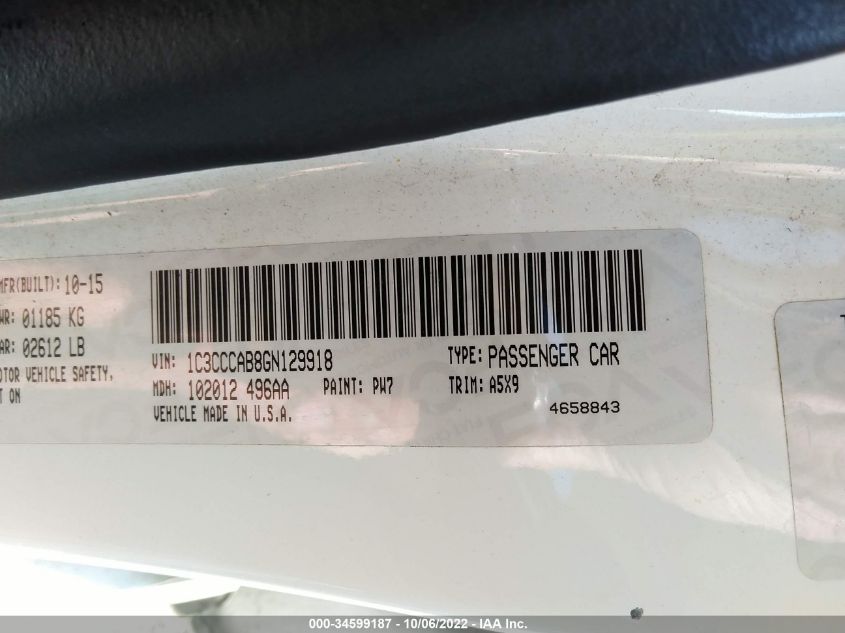 MFR(BUILT): 10-15
WR: 01185 KG
AR: 02612 LB
OTOR VEHICLE SAFETY,
T ON
VIN: 1C3CCCAB8GN129918
TYPE: PASSENGER CAR
MDH: 102012 496AA
PAINT: PW7
TRIM: A5X9
VEHICLE MADE IN U.S.A.
4658843
000-34599187 - 10/06/2022 - IAA Inc.